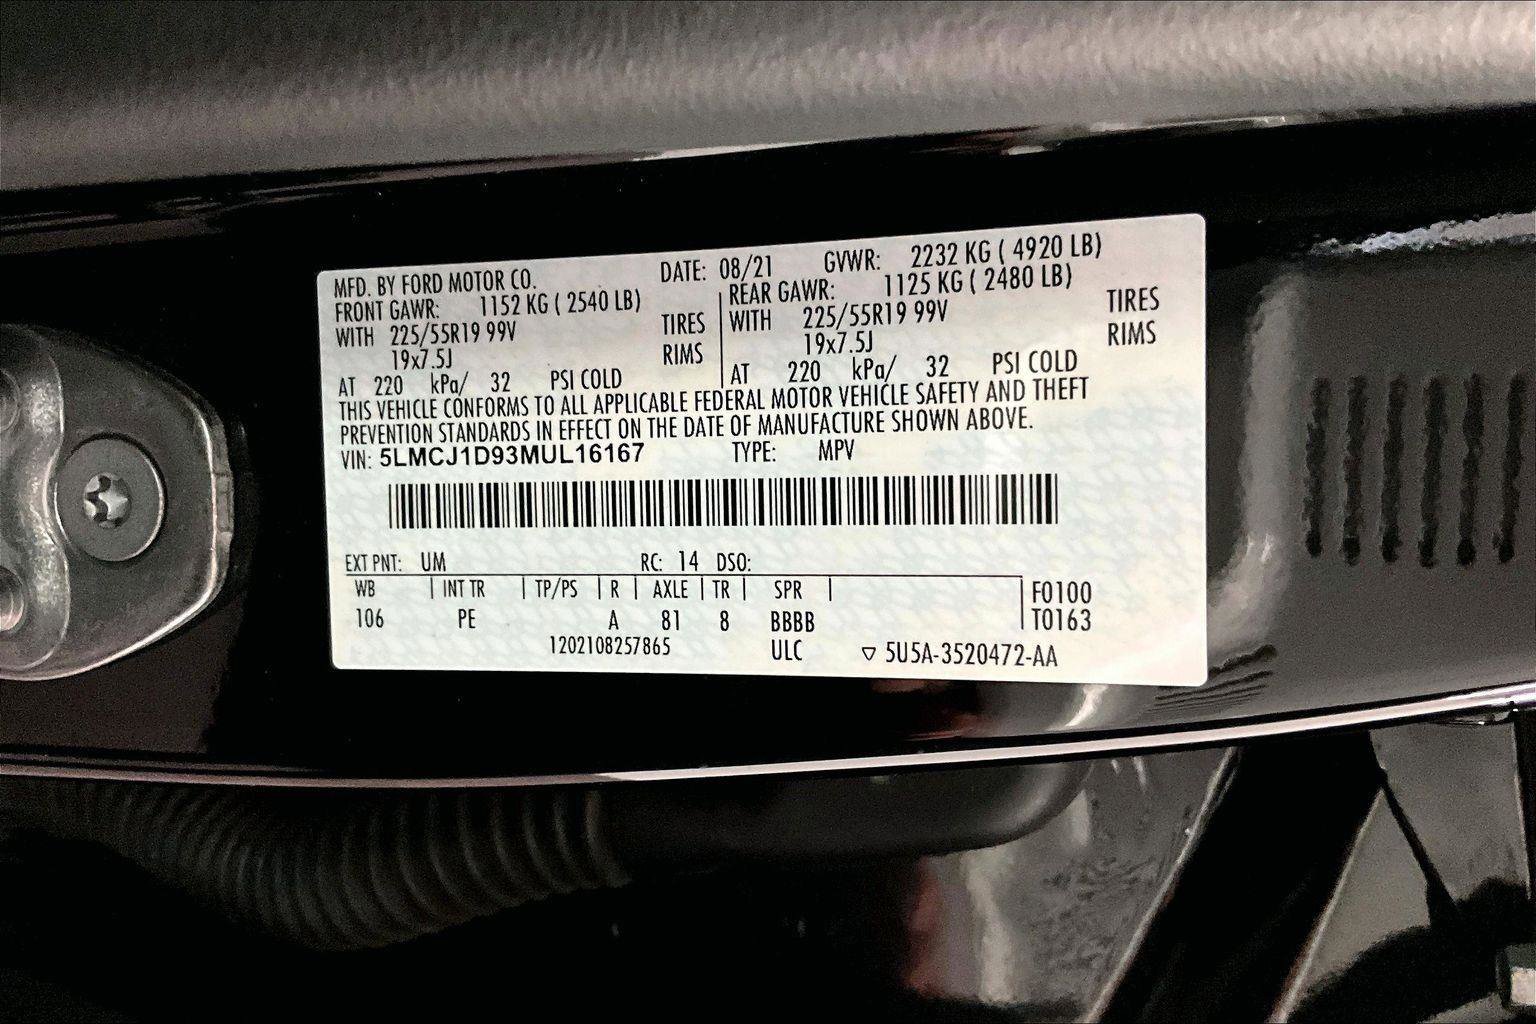 MFD. BY FORD MOTOR CO. DATE: 08/21 GVWR: 2232 KG ( 4920 LB)
FRONT GAWR: 1152 KG ( 2540 LB) REAR GAWR: 1125 KG ( 2480 LB)
WITH 225/55R19 99V TIRES WITH 225/55R19 99V TIRES
19x7.5J RIMS 19x7.5J RIMS
AT 220 kPa/ 32 PSI COLD AT 220 kPa/ 32 PSI COLD
THIS VEHICLE CONFORMS TO ALL APPLICABLE FEDERAL MOTOR VEHICLE SAFETY AND THEFT
PREVENTION STANDARDS IN EFFECT ON THE DATE OF MANUFACTURE SHOWN ABOVE.
VIN: 5LMCJ1D93MUL16167 TYPE: MPV
EXT PNT: UM RC: 14 DSO:
WB | INT TR | TP/PS | R | AXLE | TR | SPR | F0100
106 PE A 81 8 BBBB T0163
1202108257865 ULC ▽ 5U5A-3520472-AA